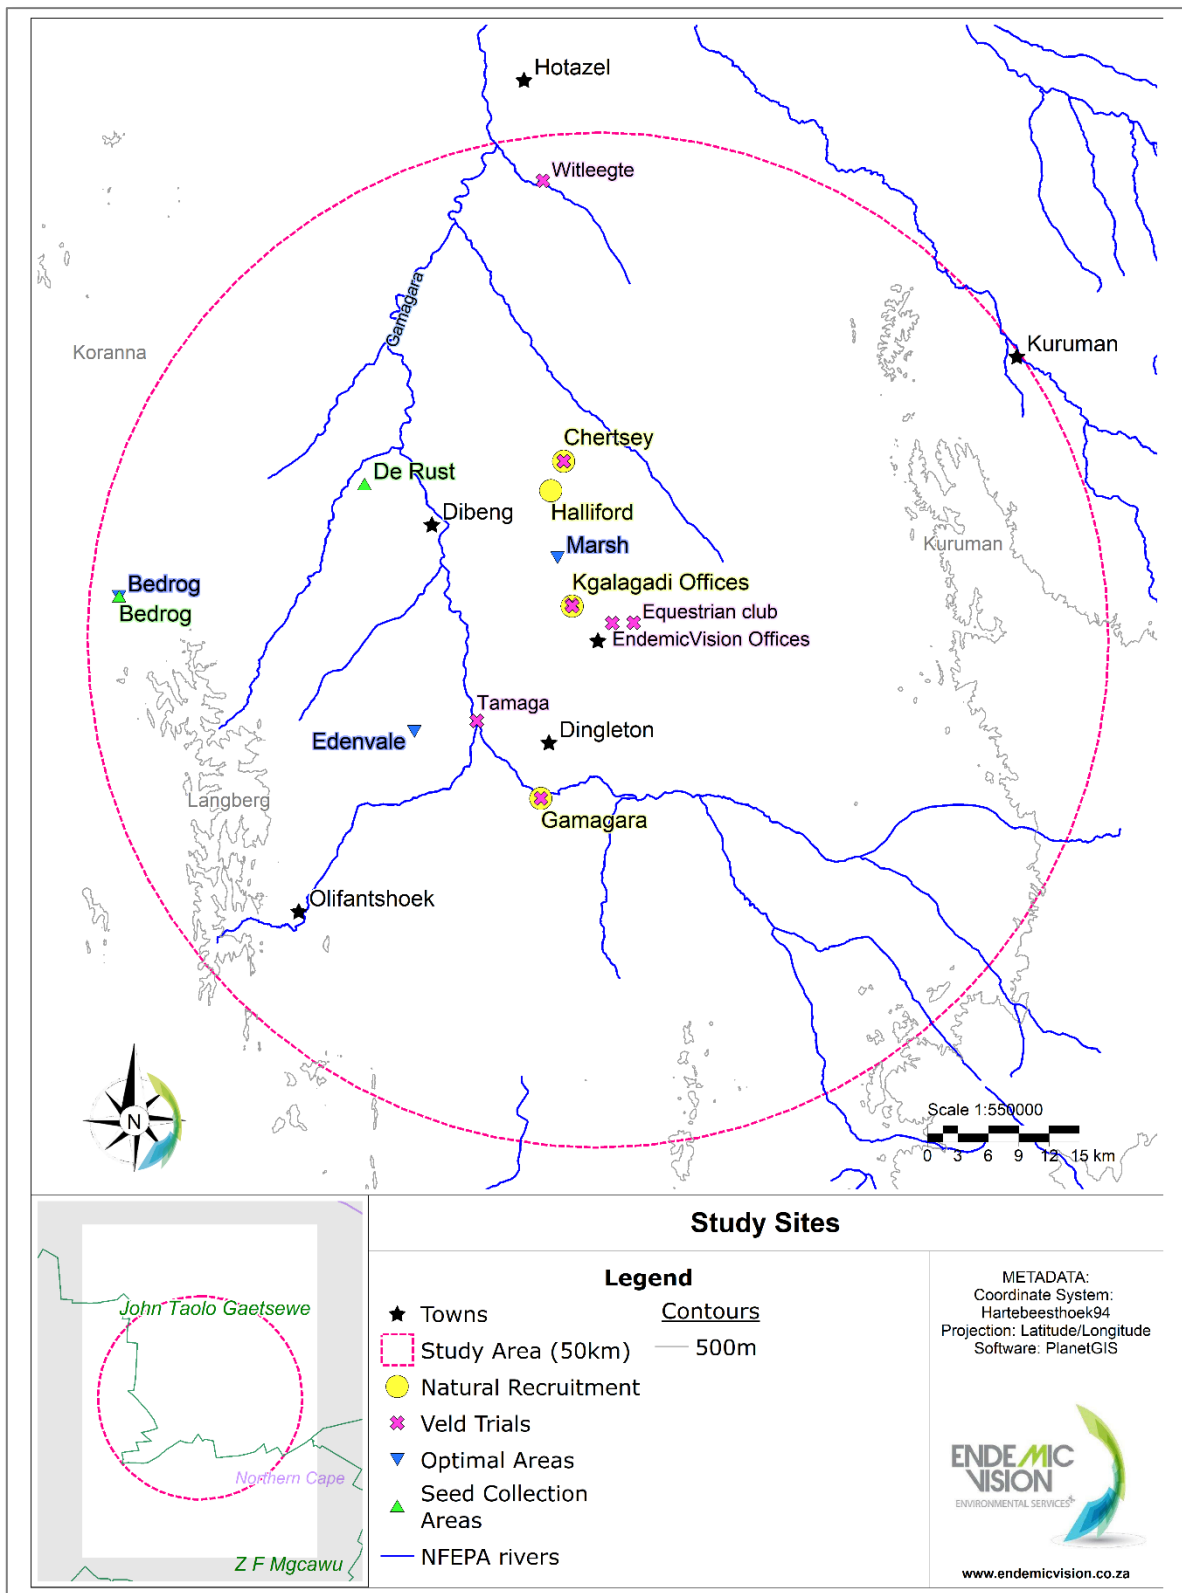 Hotazel
Witleegte
Gamagara
Koranna
Kuruman
Chertsey
De Rust
Halliford
Dibeng
Marsh
Kuruman
Kgalagadi Offices
Bedrog
Bedrog
Equestrian club
EndemicVision Offices
Tamaga
Edenvale
Dingleton
Langberg
Gamagara
Olifantshoek
N
Scale 1:550000
0 3 6 9 12 15 km
John Taolo Gaetsewe
Northern Cape
Z F Mgcawu
Study Sites
Legend
Towns
Study Area (50km)
Natural Recruitment
Veld Trials
Optimal Areas
Seed Collection
Areas
NFEPA rivers
Contours
500m
METADATA:
Coordinate System:
Hartebeesthoek94
Projection: Latitude/Longitude
Software: PlanetGIS
ENDEMIC
VISION
ENVIRONMENTAL SERVICES
www.endemicvision.co.za